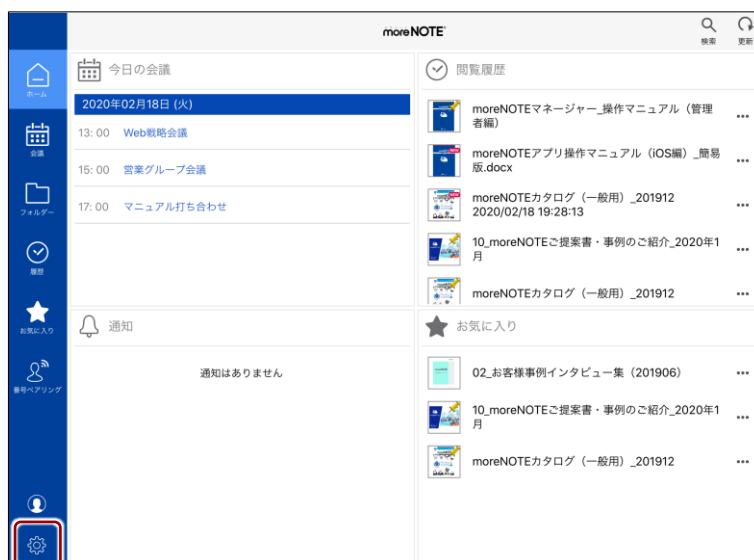 moreNOTE
検索
更新
ホーム
会議
フォルダー
履歴
お気に入り
番号ペアリング
今日の会議
2020年02月18日 (火)
13: 00 Web戦略会議
15: 00 営業グループ会議
17: 00 マニュアル打ち合わせ
閲覧履歴
moreNOTEマネージャー_操作マニュアル（管理
者編）
moreNOTEアプリ操作マニュアル（iOS編）_簡易
版.docx
moreNOTEカタログ（一般用）_201912
2020/02/18 19:28:13
10_moreNOTEご提案書・事例のご紹介_2020年1
月
moreNOTEカタログ（一般用）_201912
通知
通知はありません
お気に入り
02_お客様事例インタビュー集（201906）
10_moreNOTEご提案書・事例のご紹介_2020年1
月
moreNOTEカタログ（一般用）_201912